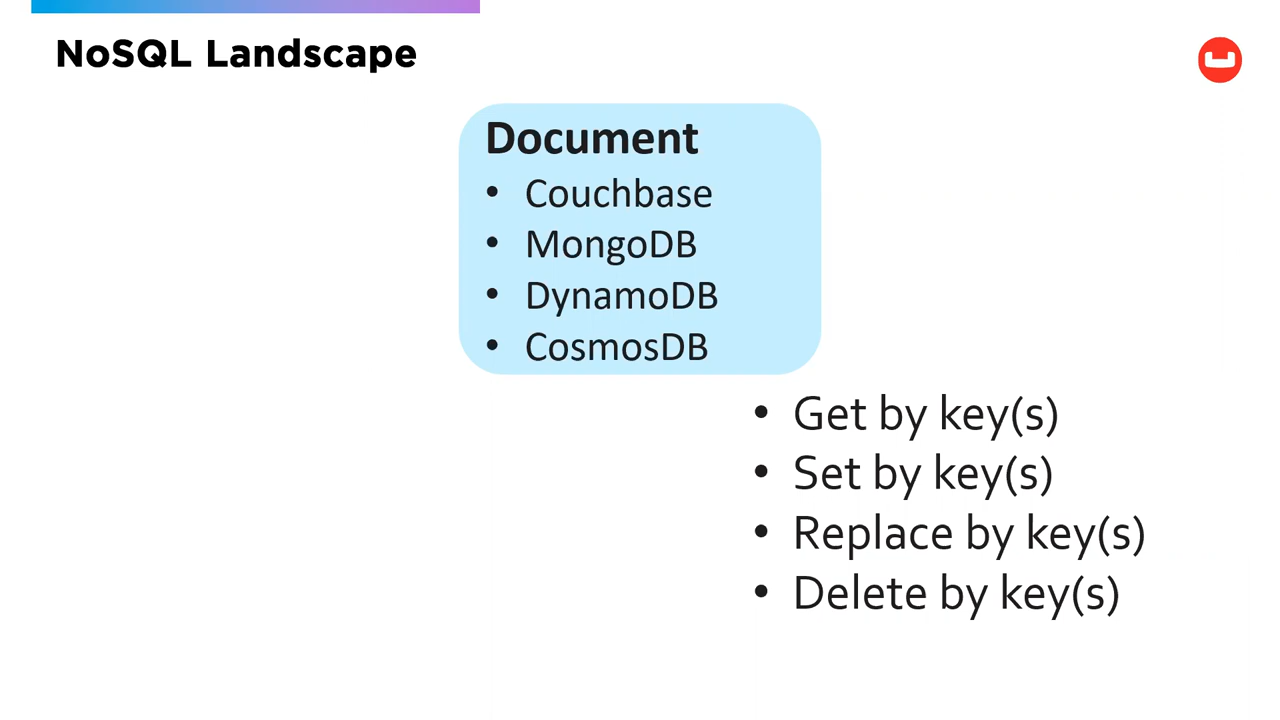 NoSQL Landscape
Document
• Couchbase
• MongoDB
• DynamoDB
• CosmosDB
• Get by key(s)
• Set by key(s)
• Replace by key(s)
• Delete by key(s)